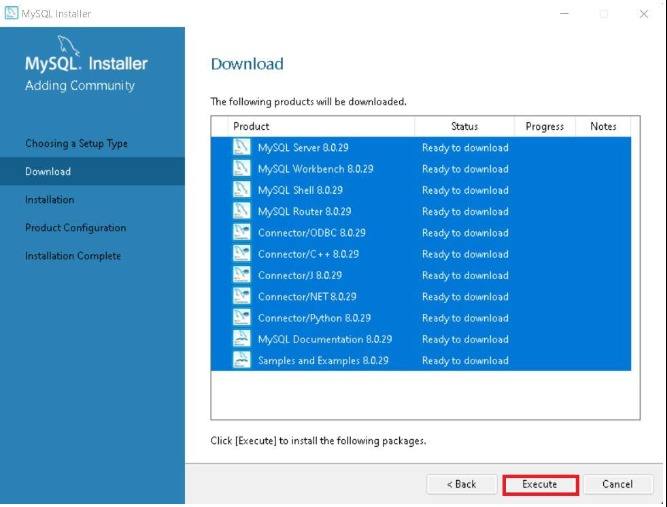 MySQL Installer
MySQL. Installer
Adding Community
Choosing a Setup Type
Download
Installation
Product Configuration
Installation Complete
Download
The following products will be downloaded.
Product Status Progress Notes
MySQL Server 8.0.29 Ready to download
MySQL Workbench 8.0.29 Ready to download
MySQL Shell 8.0.29 Ready to download
MySQL Router 8.0.29 Ready to download
Connector/ODBC 8.0.29 Ready to download
Connector/C++ 8.0.29 Ready to download
Connector/J 8.0.29 Ready to download
Connector/NET 8.0.29 Ready to download
Connector/Python 8.0.29 Ready to download
MySQL Documentation 8.0.29 Ready to download
Samples and Examples 8.0.29 Ready to download
Click [Execute] to install the following packages.
< Back Execute Cancel